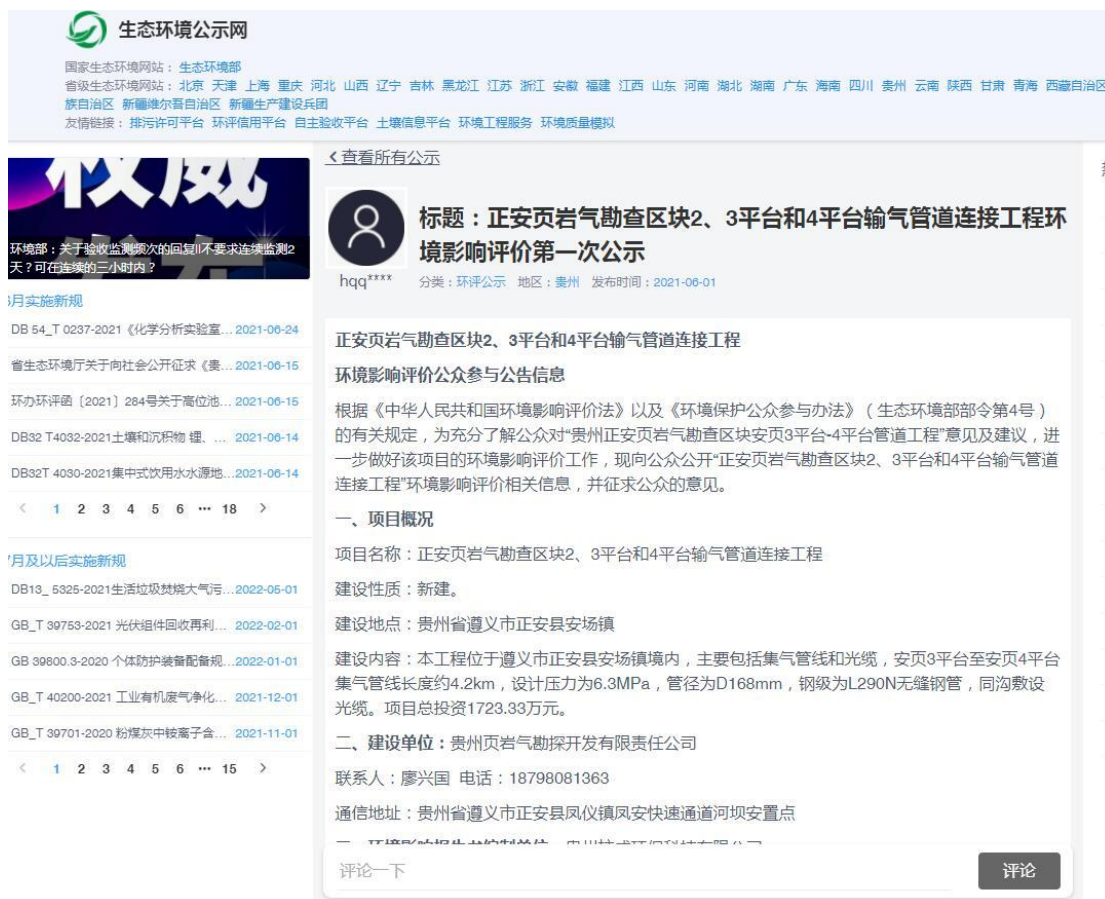 生态环境公示网
国家生态环境网站： 生态环境部
省级生态环境网站： 北京 天津 上海 重庆 河北 山西 辽宁 吉林 黑龙江 江苏 浙江 安徽 福建 江西 山东 河南 湖北 湖南 广东 海南 四川 贵州 云南 陕西 甘肃 青海 西藏自治区
族自治区 新疆维尔吾自治区 新疆生产建设兵团
友情链接： 排污许可平台 环评信用平台 自主验收平台 土壤信息平台 环境工程服务 环境质量模拟
权威
环境部：关于验收监测频次的回复II不要求连续监测2
天？可在连续的三小时内？
月实施新规
DB 54_T 0237-2021《化学分析实验室... 2021-06-24
省生态环境厅关于向社会公开征求《贵... 2021-06-15
环办环评函〔2021〕284号关于高位池... 2021-06-15
DB32 T4032-2021土壤和沉积物 锂、... 2021-06-14
DB32T 4030-2021集中式饮用水水源地... 2021-06-14
< 1 2 3 4 5 6 ··· 18 >
7月及以后实施新规
DB13_ 5325-2021生活垃圾焚烧大气污... 2022-05-01
GB_T 39753-2021 光伏组件回收再利... 2022-02-01
GB 39800.3-2020 个体防护装备配备规... 2022-01-01
GB_T 40200-2021 工业有机废气净化... 2021-12-01
GB_T 39701-2020 粉煤灰中铵离子含... 2021-11-01
< 1 2 3 4 5 6 ··· 15 >
<查看所有公示
hqq****
标题：正安页岩气勘查区块2、3平台和4平台输气管道连接工程环
境影响评价第一次公示
分类：环评公示 地区：贵州 发布时间：2021-06-01
正安页岩气勘查区块2、3平台和4平台输气管道连接工程
环境影响评价公众参与公告信息
根据《中华人民共和国环境影响评价法》以及《环境保护公众参与办法》（生态环境部部令第4号）
的有关规定，为充分了解公众对“贵州正安页岩气勘查区块安页3平台-4平台管道工程”意见及建议，进
一步做好该项目的环境影响评价工作，现向公众公开“正安页岩气勘查区块2、3平台和4平台输气管道
连接工程”环境影响评价相关信息，并征求公众的意见。
一、项目概况
项目名称：正安页岩气勘查区块2、3平台和4平台输气管道连接工程
建设性质：新建。
建设地点：贵州省遵义市正安县安场镇
建设内容：本工程位于遵义市正安县安场镇境内，主要包括集气管线和光缆，安页3平台至安页4平台
集气管线长度约4.2km，设计压力为6.3MPa，管径为D168mm，钢级为L290N无缝钢管，同沟敷设
光缆。项目总投资1723.33万元。
二、建设单位：贵州页岩气勘探开发有限责任公司
联系人：廖兴国 电话：18798081363
通信地址：贵州省遵义市正安县凤仪镇凤安快速通道河坝安置点
评论一下
评论